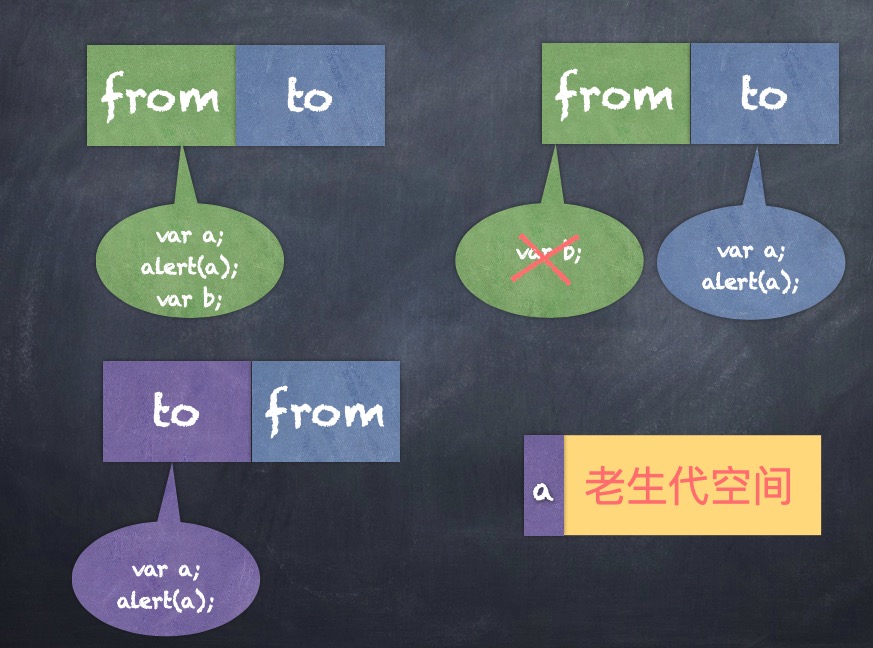 from to
var a;
alert(a);
var b;
from to
var b;
var a;
alert(a);
to from
var a;
alert(a);
a 老生代空间